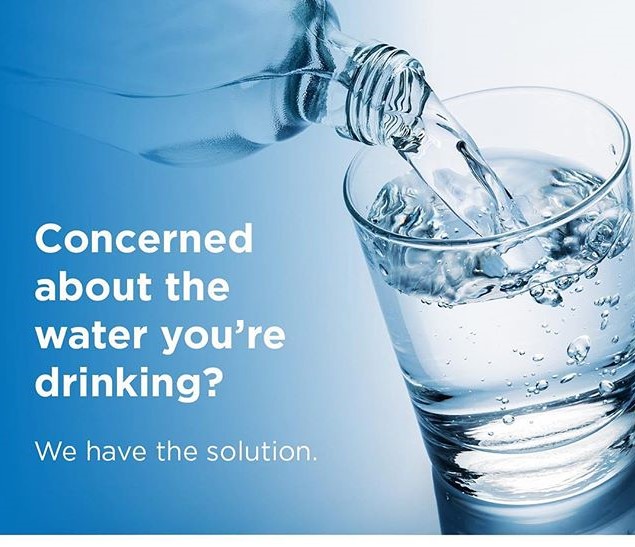 Concerned
about the
water you’re
drinking?
We have the solution.